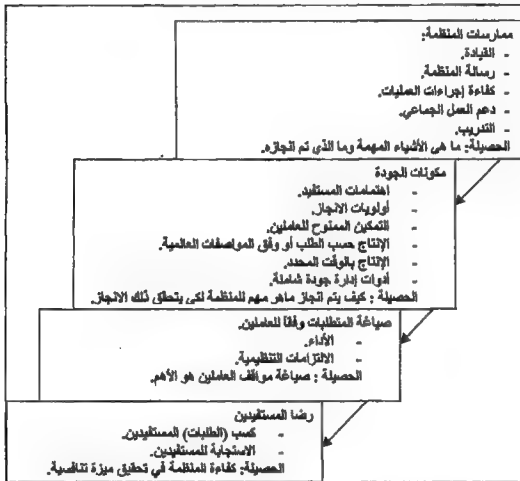 ممارسات المنظمة:
- القيادة.
- رسالة المنظمة.
- كفاءة إجراءات العمليات.
- دعم العمل الجماعي.
- التدريب.
الحصيلة: ما هي الأشياء المهمة وما الذي تم انجازه.
مكونات الجودة
- اهتمامات المستفيد.
- أولويات الانجاز.
- التمكين الممنوح للعاملين.
- الإنتاج حسب الطلب أو وفق المواصفات العالمية.
- الإنتاج بالوقت المحدد.
- أدوات إدارة جودة شاملة.
الحصيلة : كيف يتم انجاز ماهر مهم للمنظمة لكي يتحقق ذلك الانجاز.
صياغة المتطلبات وفقاً للعاملين.
- الأداء.
- الالتزامات التنظيمية.
الحصيلة : صياغة مواقف العاملين هو الأهم.
رضا المستفيدين
- كسب (الطلبات) المستفيدين.
- الاستجابة للمستفيدين.
الحصيلة: كفاءة المنظمة في تحقيق ميزة تنافسية.